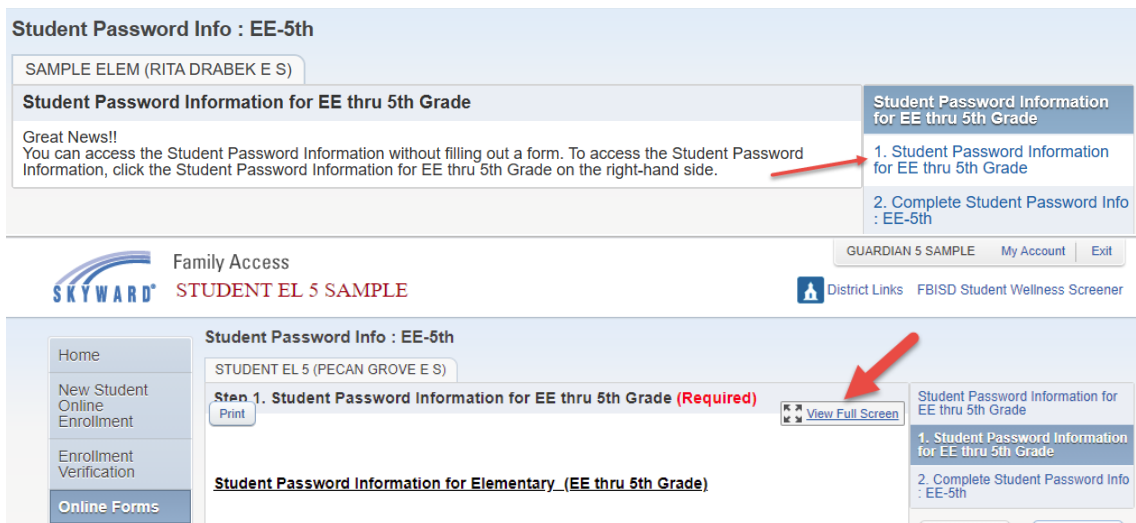 Student Password Info : EE-5th
SAMPLE ELEM (RITA DRABEK E S)
Student Password Information for EE thru 5th Grade
Great News!!
You can access the Student Password Information without filling out a form. To access the Student Password
Information, click the Student Password Information for EE thru 5th Grade on the right-hand side.
Student Password Information
for EE thru 5th Grade
1. Student Password Information
for EE thru 5th Grade
2. Complete Student Password Info
: EE-5th
SKYWARD
Family Access
STUDENT EL 5 SAMPLE
GUARDIAN 5 SAMPLE My Account Exit
District Links FBISD Student Wellness Screener
Home
New Student
Online
Enrollment
Enrollment
Verification
Online Forms
Student Password Info : EE-5th
STUDENT EL 5 (PECAN GROVE E S)
Step 1. Student Password Information for EE thru 5th Grade (Required)
Print
View Full Screen
Student Password Information for Elementary (EE thru 5th Grade)
Student Password Information for
EE thru 5th Grade
1. Student Password Information
for EE thru 5th Grade
2. Complete Student Password Info
: EE-5th